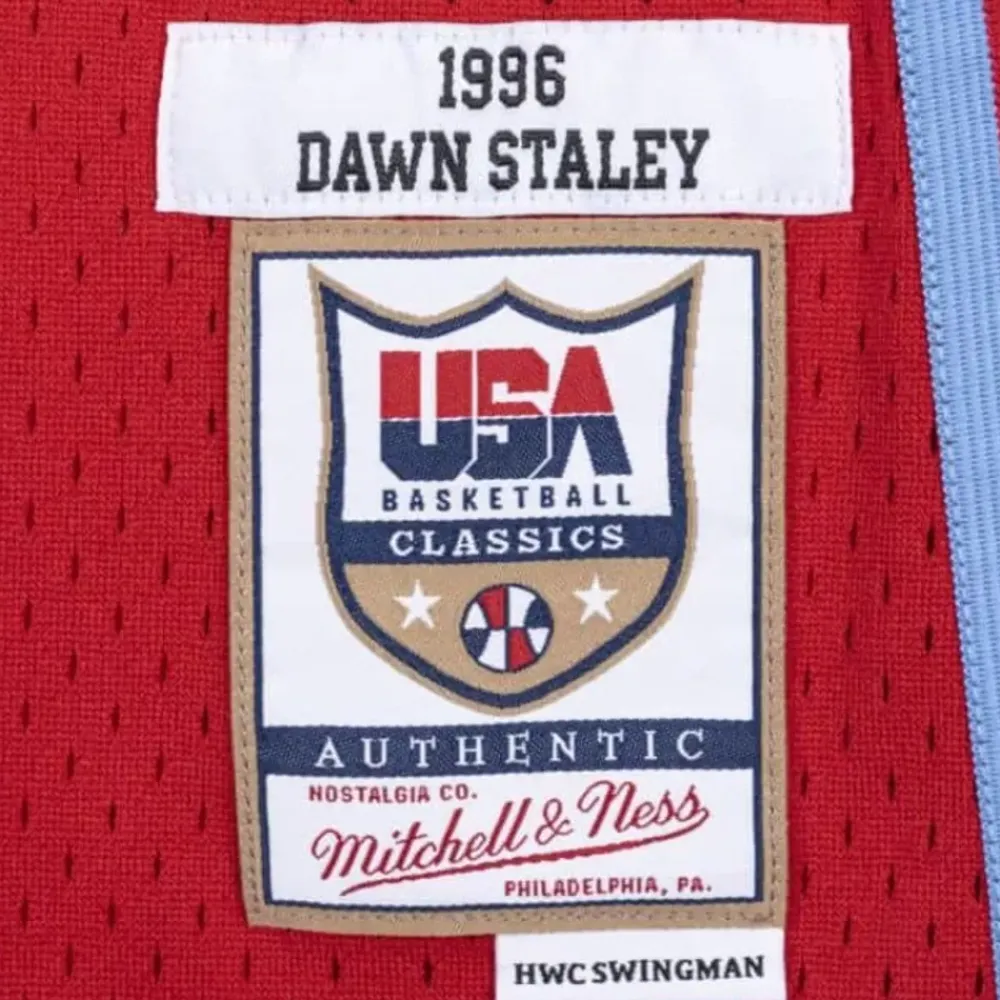 1996
DAWN STALEY
USA
BASKETBALL
CLASSICS
AUTHENTIC
NOSTALGIA CO.
Mitchell & Ness
PHILADELPHIA, PA.
HWC SWINGMAN